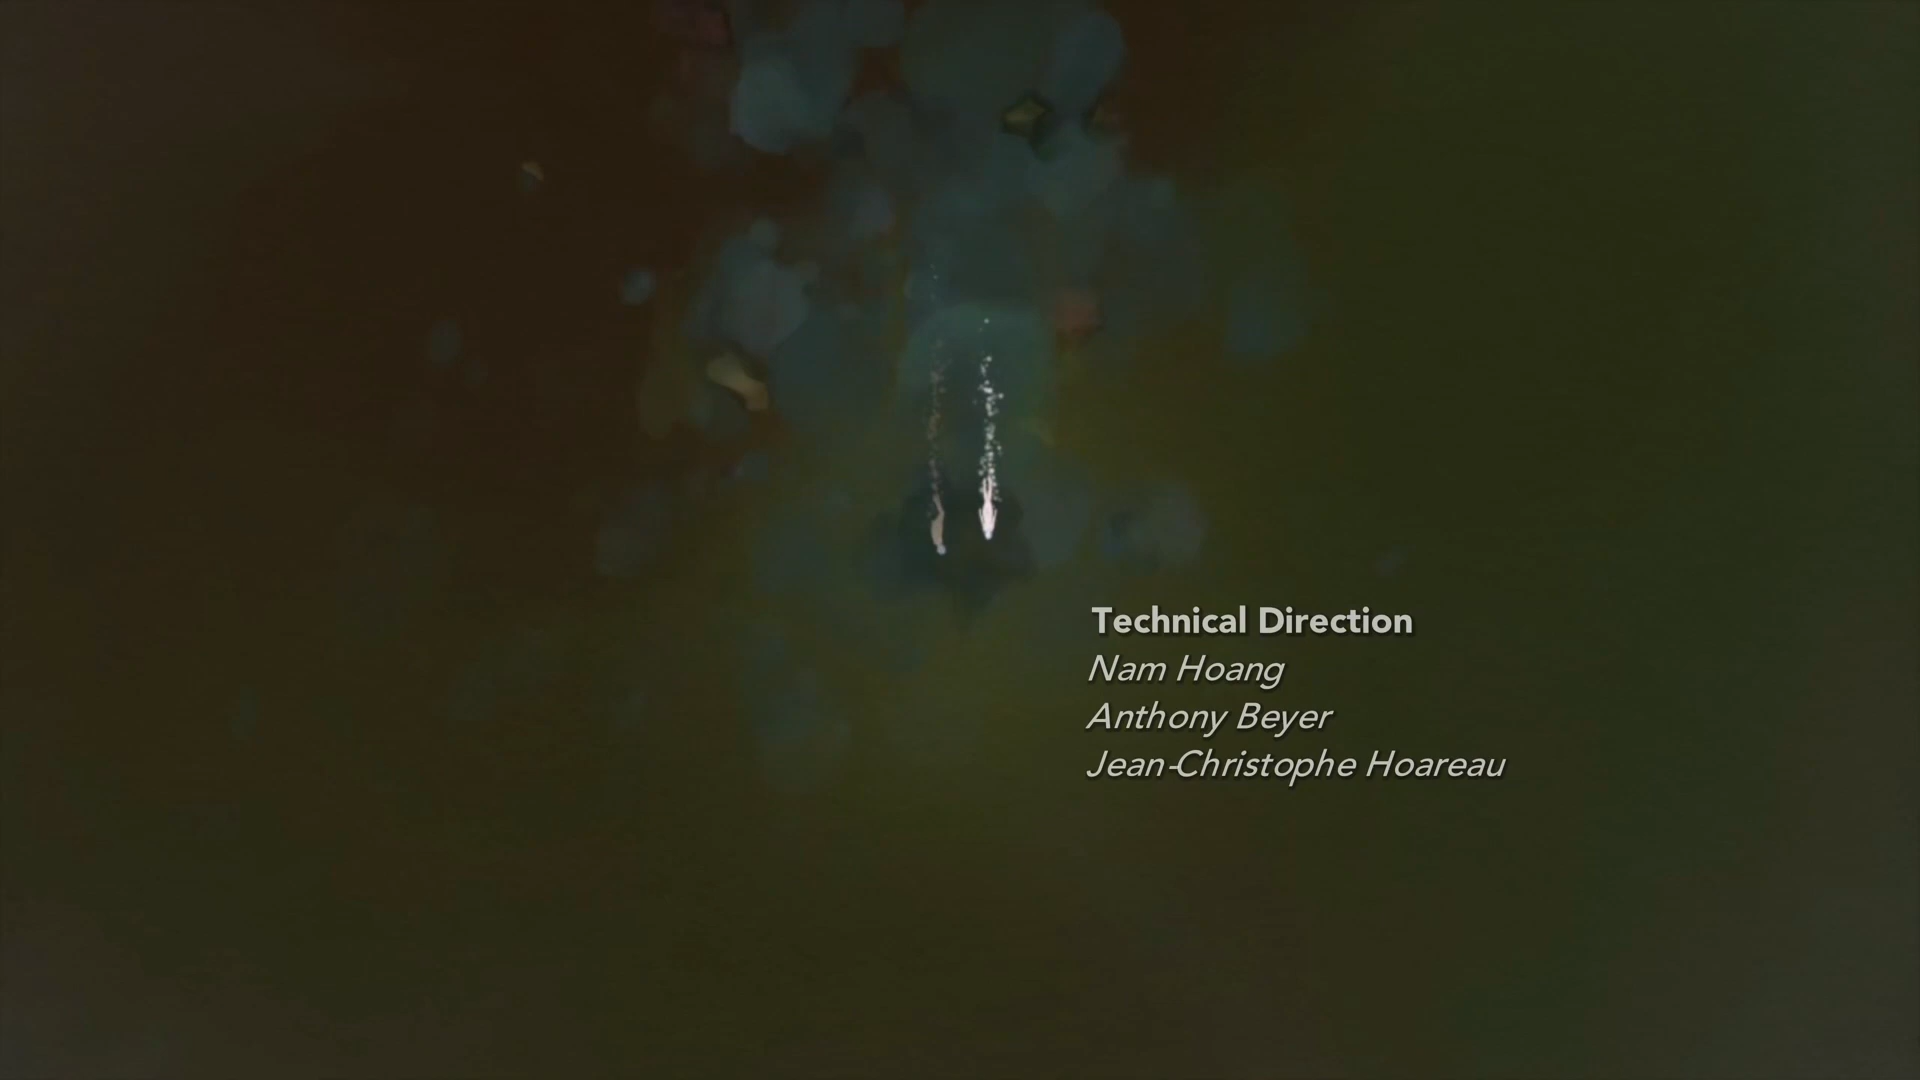 Technical Direction
Nam Hoang
Anthony Beyer
Jean-Christophe Hoareau